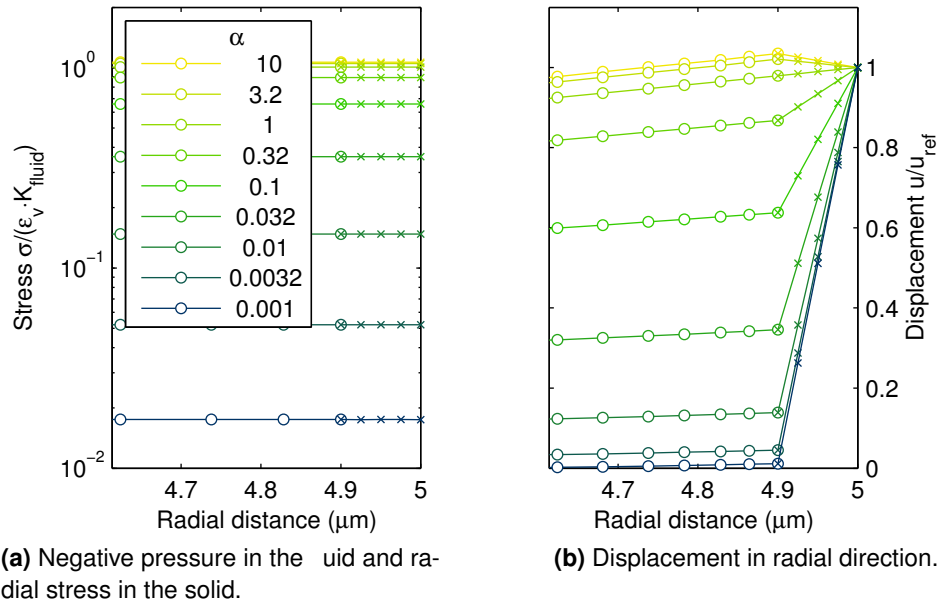 α
10
3.2
1
0.32
0.1
0.032
0.01
0.0032
0.001
10⁰
10⁻¹
10⁻²
Stress σ/(ε_v·K_fluid)
4.7 4.8 4.9 5
Radial distance (μm)
1
0.8
0.6
0.4
0.2
0
Displacement u/u_ref
4.7 4.8 4.9 5
Radial distance (μm)
(a) Negative pressure in the uid and ra-
dial stress in the solid.
(b) Displacement in radial direction.